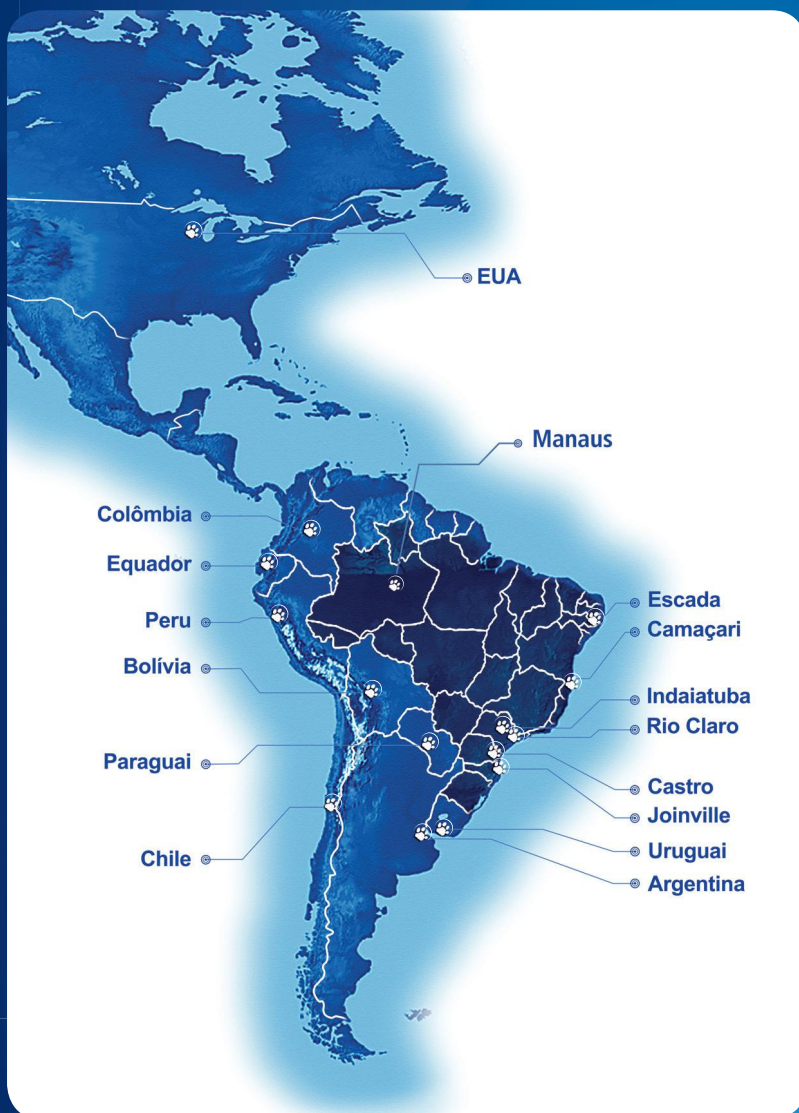 EUA
Manaus
Colômbia
Equador
Peru
Bolívia
Paraguai
Chile
Escada
Camaçari
Indaiatuba
Rio Claro
Castro
Joinville
Uruguai
Argentina